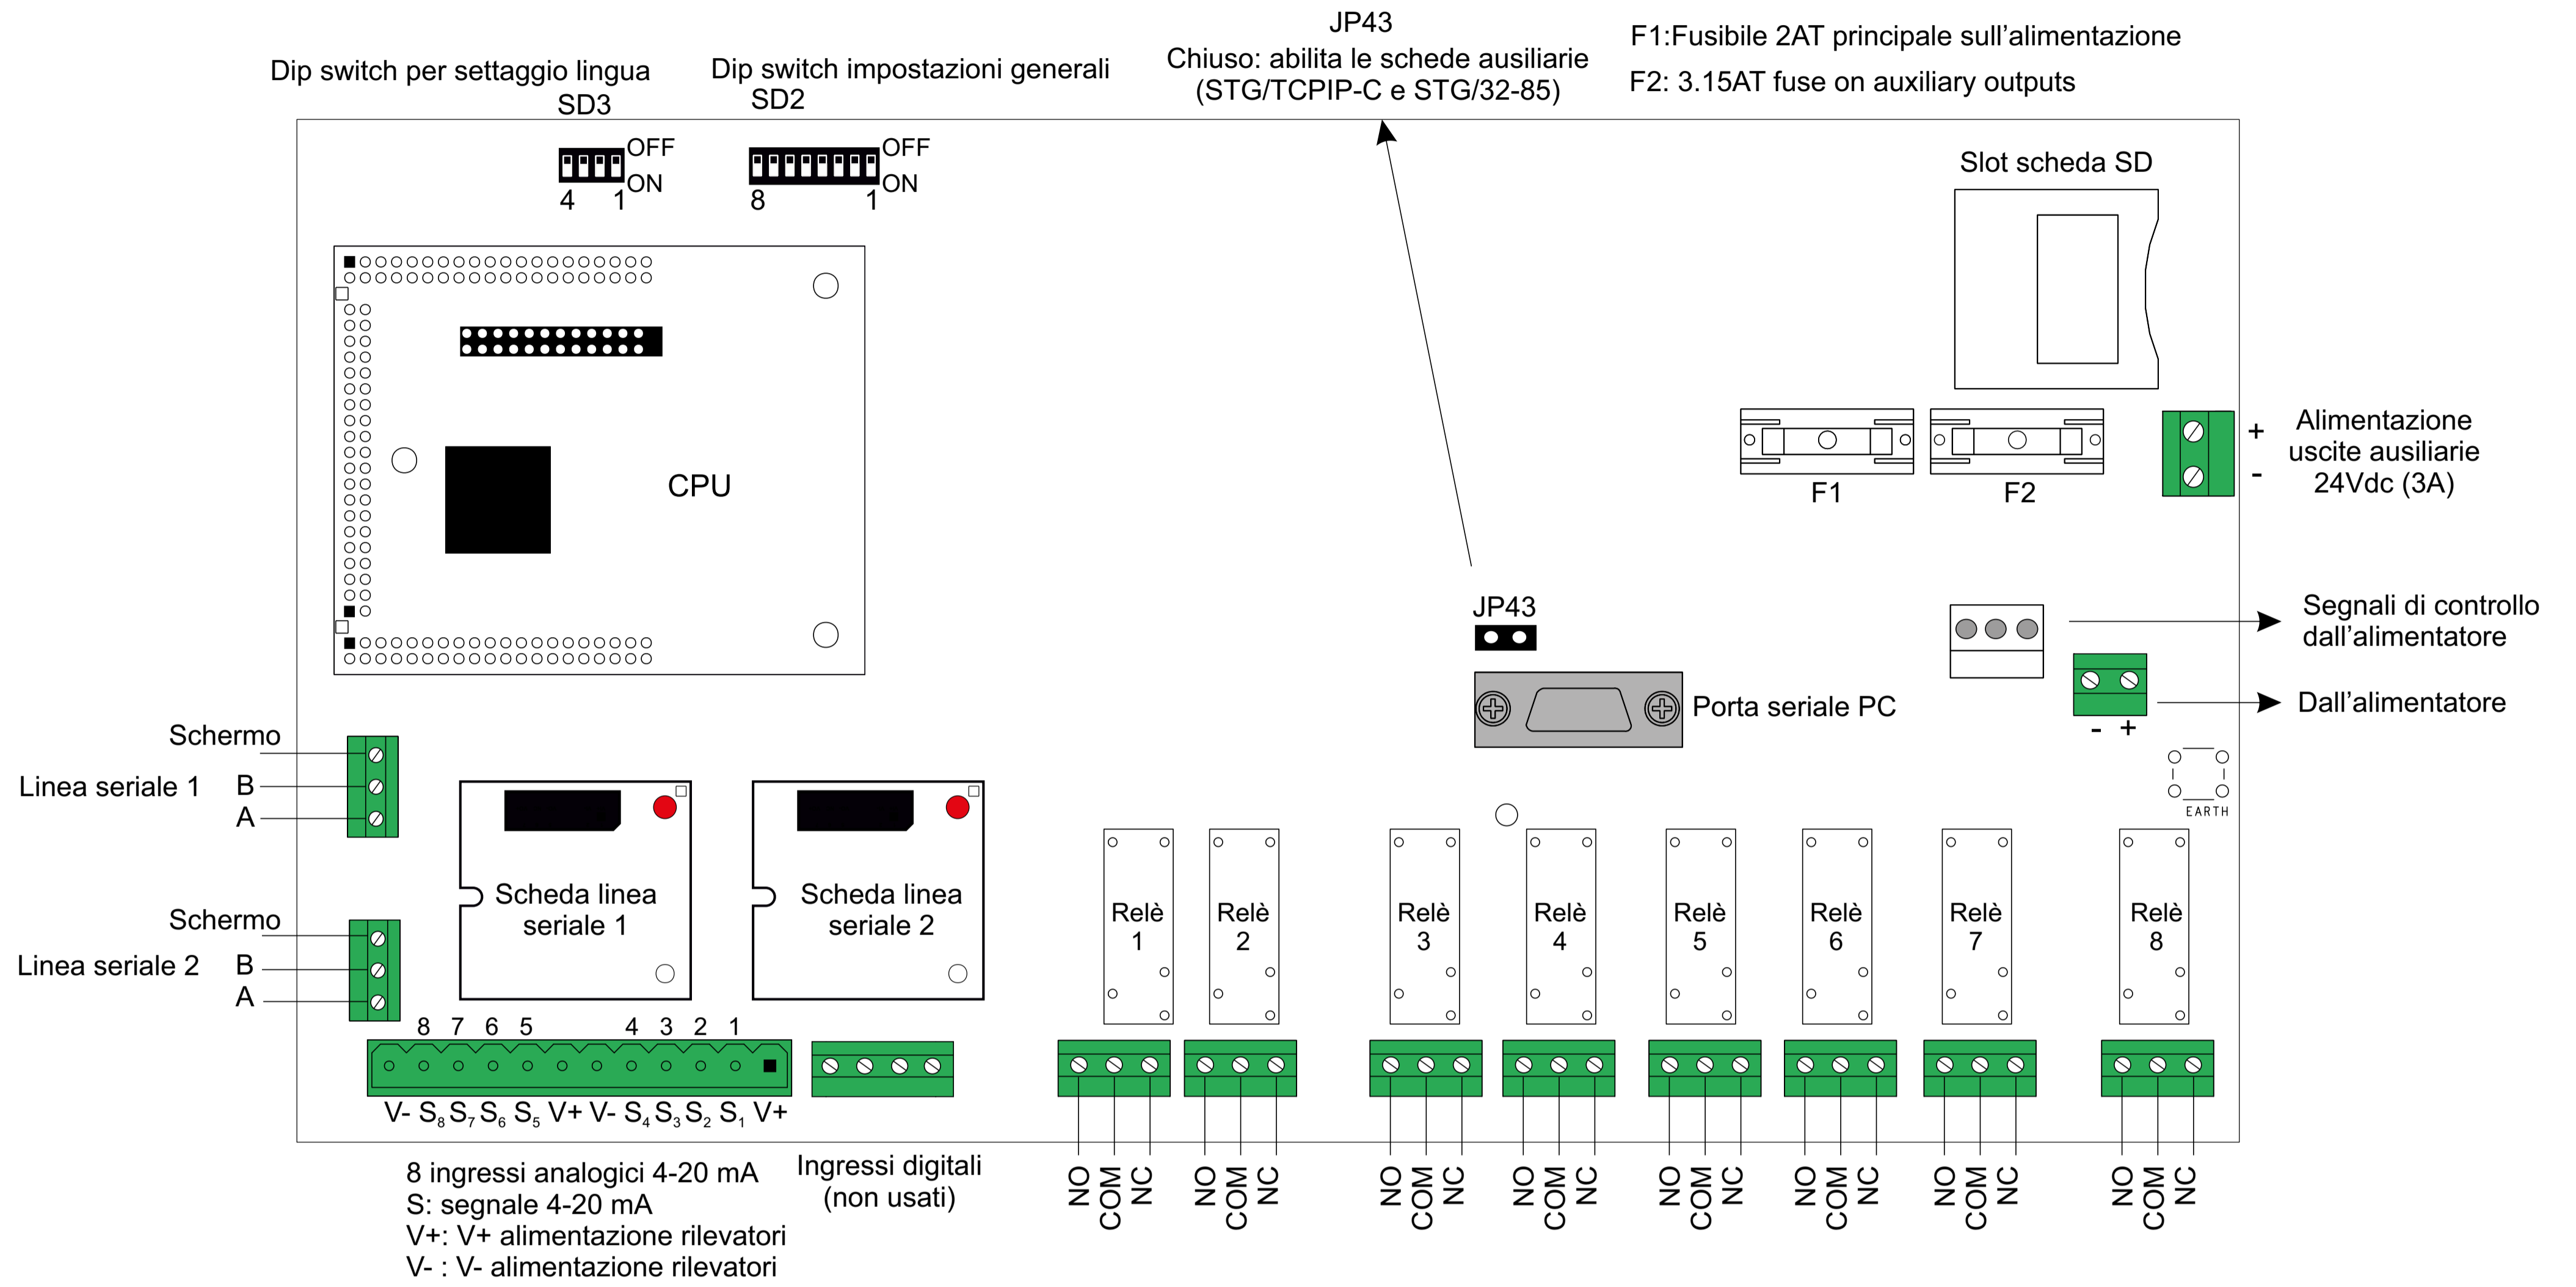 JP43
Chiuso: abilita le schede ausiliarie
(STG/TCPIP-C e STG/32-85)
F1:Fusibile 2AT principale sull'alimentazione
F2: 3.15AT fuse on auxiliary outputs
Dip switch per settaggio lingua
SD3
Dip switch impostazioni generali
SD2
OFF
ON
4 1
OFF
ON
8 1
Slot scheda SD
CPU
F1
F2
+
-
Alimentazione
uscite ausiliarie
24Vdc (3A)
JP43
Segnali di controllo
dall'alimentatore
Porta seriale PC
Dall'alimentatore
- +
EARTH
Schermo
Linea seriale 1 B
A
Schermo
Linea seriale 2 B
A
Scheda linea
seriale 1
Scheda linea
seriale 2
Relè
1
Relè
2
Relè
3
Relè
4
Relè
5
Relè
6
Relè
7
Relè
8
8 7 6 5 4 3 2 1
V- S8 S7 S6 S5 V+ V- S4 S3 S2 S1 V+
8 ingressi analogici 4-20 mA
S: segnale 4-20 mA
V+: V+ alimentazione rilevatori
V- : V- alimentazione rilevatori
Ingressi digitali
(non usati)
NO COM NC
NO COM NC
NO COM NC
NO COM NC
NO COM NC
NO COM NC
NO COM NC
NO COM NC